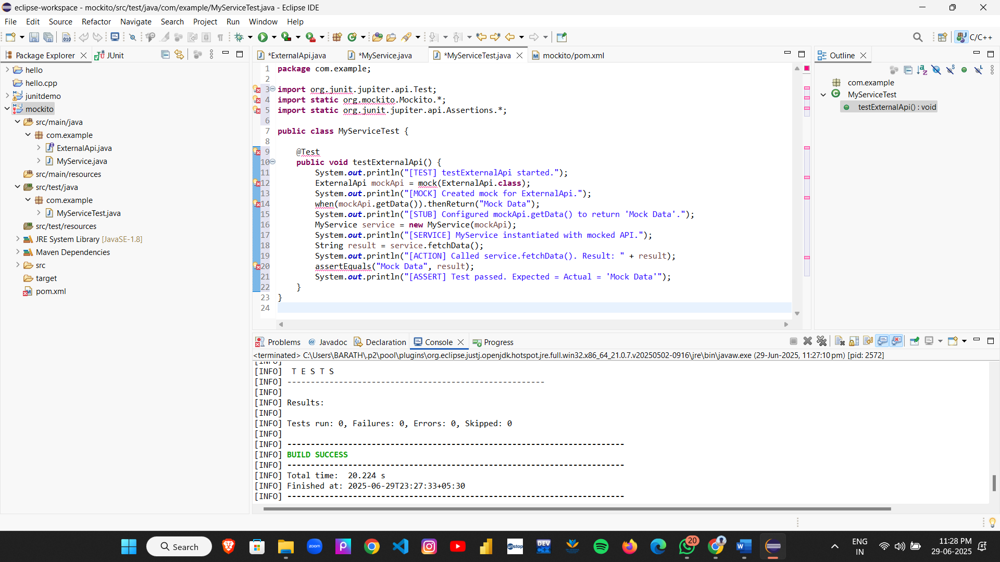 eclipse-workspace - mockito/src/test/java/com/example/MyServiceTest.java - Eclipse IDE
File Edit Source Refactor Navigate Search Project Run Window Help
C/C++
Package Explorer
JUnit
hello
hello.cpp
junitdemo
mockito
src/main/java
com.example
ExternalApi.java
MyService.java
src/main/resources
src/test/java
com.example
MyServiceTest.java
src/test/resources
JRE System Library [JavaSE-1.8]
Maven Dependencies
src
target
pom.xml
*ExternalApi.java *MyService.java *MyServiceTest.java mockito/pom.xml
1 package com.example;
2
3 import org.junit.jupiter.api.Test;
4 import static org.mockito.Mockito.*;
5 import static org.junit.jupiter.api.Assertions.*;
6
7 public class MyServiceTest {
8
9     @Test
10     public void testExternalApi() {
11         System.out.println("[TEST] testExternalApi started.");
12         ExternalApi mockApi = mock(ExternalApi.class);
13         System.out.println("[MOCK] Created mock for ExternalApi.");
14         when(mockApi.getData()).thenReturn("Mock Data");
15         System.out.println("[STUB] Configured mockApi.getData() to return 'Mock Data'.");
16         MyService service = new MyService(mockApi);
17         System.out.println("[SERVICE] MyService instantiated with mocked API.");
18         String result = service.fetchData();
19         System.out.println("[ACTION] Called service.fetchData(). Result: " + result);
20         assertEquals("Mock Data", result);
21         System.out.println("[ASSERT] Test passed. Expected = Actual = 'Mock Data'");
22     }
23 }
24
Outline
com.example
MyServiceTest
testExternalApi() : void
Problems @ Javadoc Declaration Console Progress
<terminated> C:\Users\BARATH\.p2\pool\plugins\org.eclipse.justj.openjdk.hotspot.jre.full.win32.x86_64_21.0.7.v20250502-0916\jre\bin\javaw.exe (29-Jun-2025, 11:27:10 pm) [pid: 2572]
[INFO]
[INFO]  T E S T S
[INFO] -------------------------------------------------------
[INFO]
[INFO] Results:
[INFO]
[INFO] Tests run: 0, Failures: 0, Errors: 0, Skipped: 0
[INFO]
[INFO] ------------------------------------------------------------------------
[INFO] BUILD SUCCESS
[INFO] ------------------------------------------------------------------------
[INFO] Total time:  20.224 s
[INFO] Finished at: 2025-06-29T23:27:33+05:30
[INFO] ------------------------------------------------------------------------
Search
zoom
unstop
DEV
20
ENG
IN
11:28 PM
29-06-2025